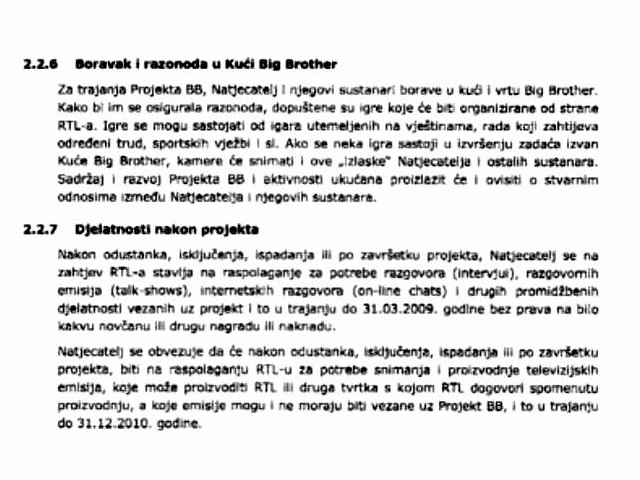 2.2.6 Boravak i razonoda u Kući Big Brother
Za trajanja Projekta BB, Natjecatelj i njegovi sustanari borave u kući i vrtu Big Brother.
Kako bi im se osigurala razonoda, dopuštene su igre koje će biti organizirane od strane
RTL-a. Igre se mogu sastojati od igara utemeljenih na vještinama, rada koji zahtijeva
određeni trud, sportskih vježbi i sl. Ako se neka igra sastoji u izvršenju zadaća izvan
Kuće Big Brother, kamere će snimati i ove „izlaske“ Natjecatelja i ostalih sustanara.
Sadržaj i razvoj Projekta BB i aktivnosti ukućana proizlazit će i ovisiti o stvarnim
odnosima između Natjecatelja i njegovih sustanara.
2.2.7 Djelatnosti nakon projekta
Nakon odustanka, isključenja, ispadanja ili po završetku projekta, Natjecatelj se na
zahtjev RTL-a stavlja na raspolaganje za potrebe razgovora (intervjui), razgovornih
emisija (talk-shows), internetskih razgovora (on-line chats) i drugih promidžbenih
djelatnosti vezanih uz projekt i to u trajanju do 31.03.2009. godine bez prava na bilo
kakvu novčanu ili drugu nagradu ili naknadu.
Natjecatelj se obvezuje da će nakon odustanka, isključenja, ispadanja ili po završetku
projekta, biti na raspolaganju RTL-u za potrebe snimanja i proizvodnje televizijskih
emisija, koje može proizvoditi RTL ili druga tvrtka s kojom RTL dogovori spomenutu
proizvodnju, a koje emisije mogu i ne moraju biti vezane uz Projekt BB, i to u trajanju
do 31.12.2010. godine.